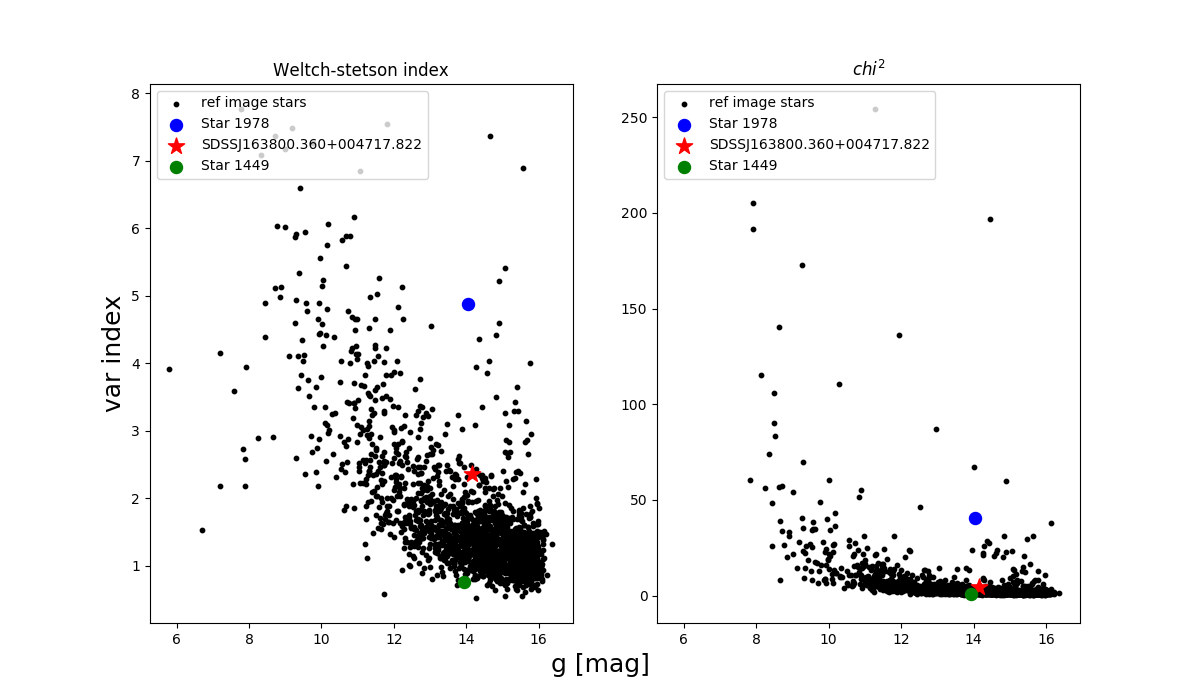 Weltch-stetson index
chi²
8
7
6
5
4
3
2
1
6
8
10
12
14
16
var index
ref image stars
Star 1978
SDSSJ163800.360+004717.822
Star 1449
250
200
150
100
50
0
6
8
10
12
14
16
ref image stars
Star 1978
SDSSJ163800.360+004717.822
Star 1449
g [mag]